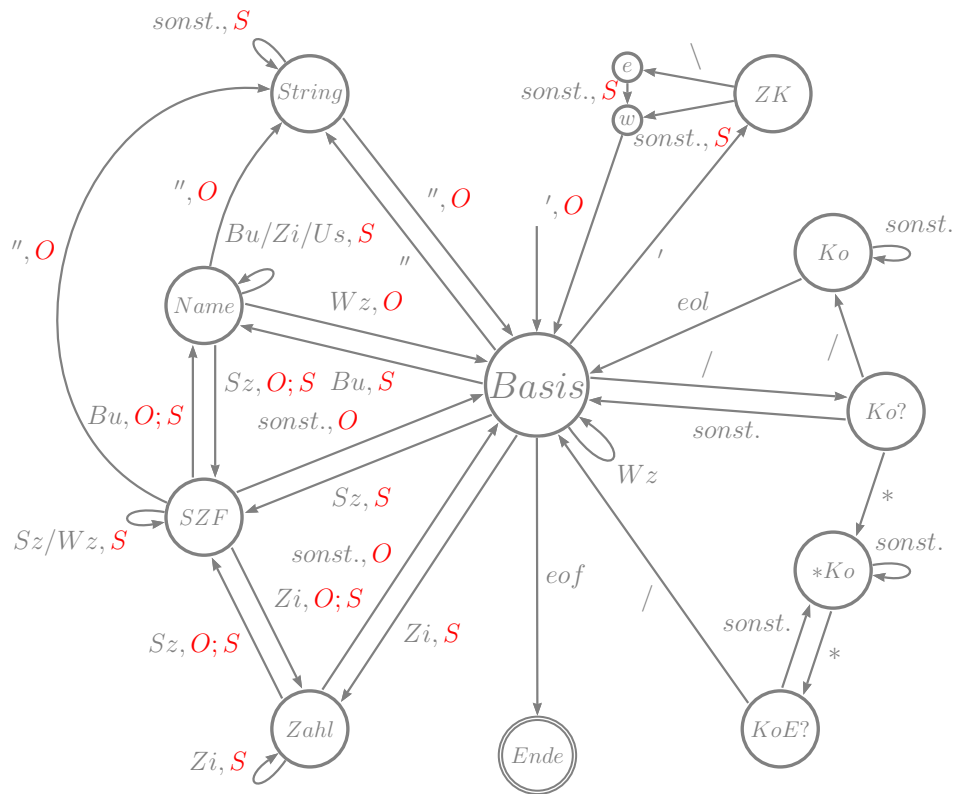 sonst., S
String
e
\
ZK
sonst., S
w
sonst., S
", O
", O
', O
Ko
sonst.
", O
Bu/Zi/Us, S
"
'
Name
Wz, O
eol
/
/
Bu, O; S
Sz, O; S
Bu, S
Basis
Ko?
sonst., O
sonst.
Wz
SZF
Sz, S
*
Sz/Wz, S
sonst., O
eof
*Ko
sonst.
Zi, O; S
/
Sz, O; S
Zi, S
sonst.
*
Zahl
Ende
KoE?
Zi, S